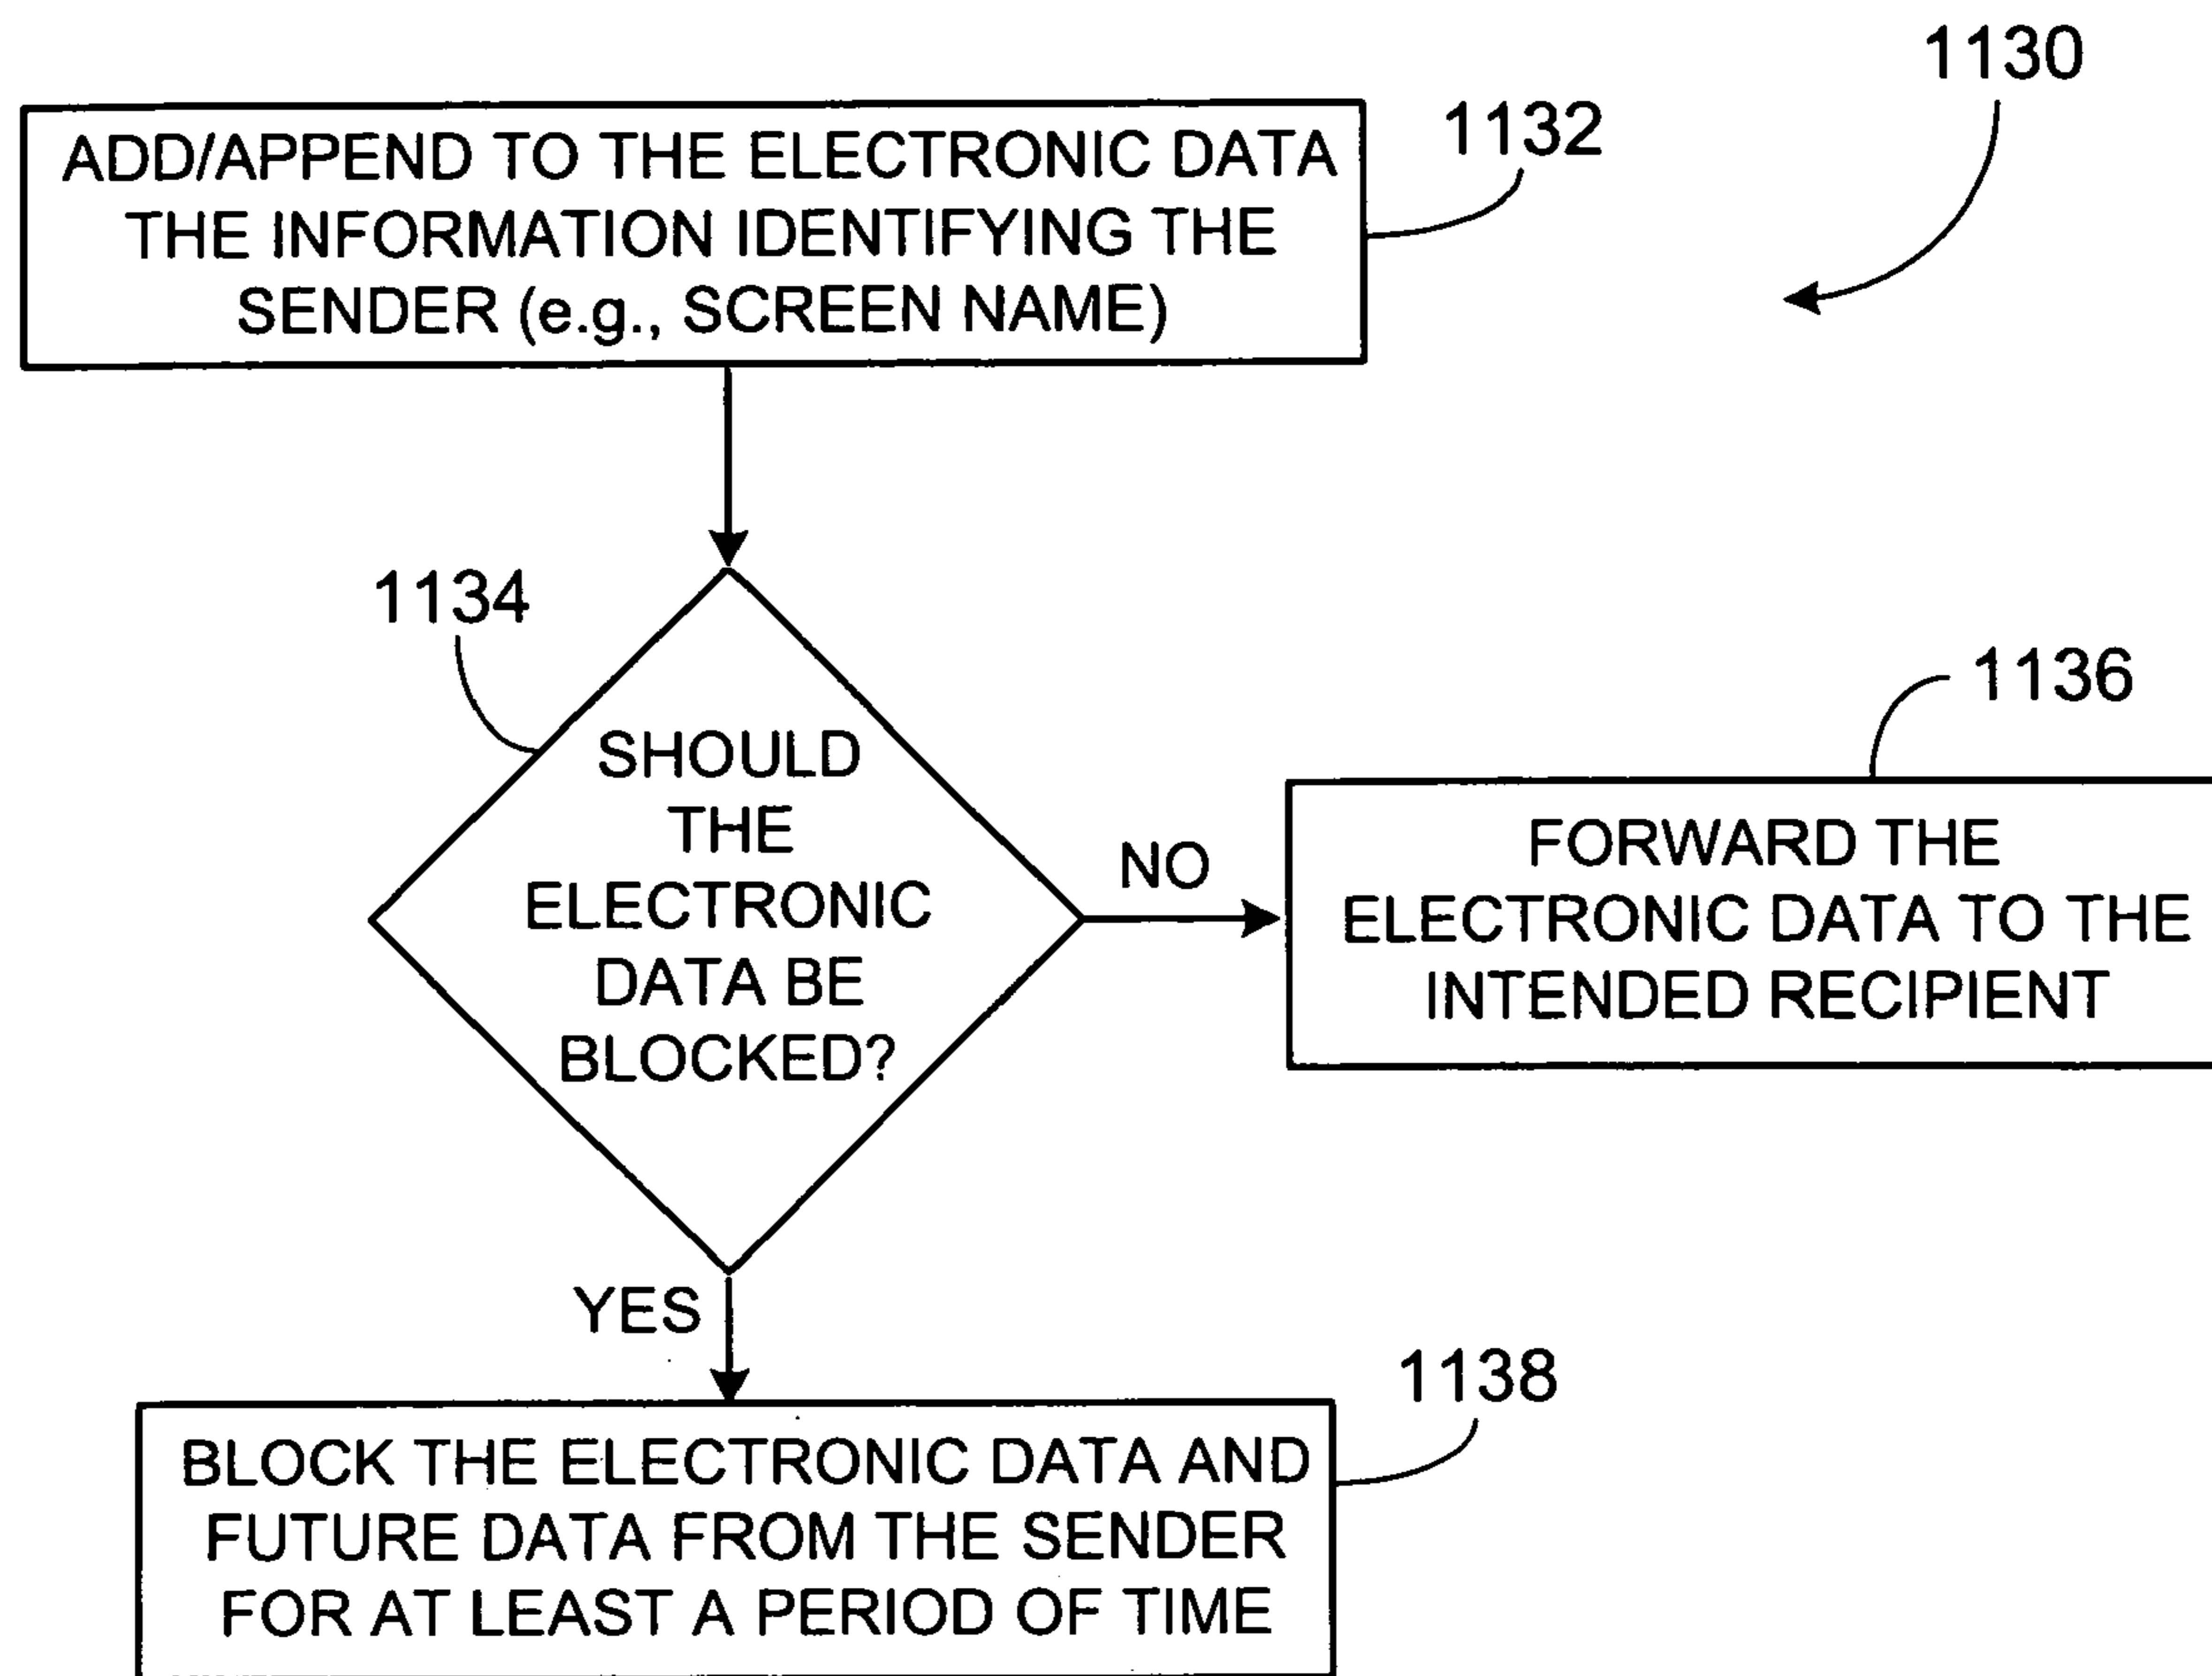 1130
1132
ADD/APPEND TO THE ELECTRONIC DATA
THE INFORMATION IDENTIFYING THE
SENDER (e.g., SCREEN NAME)
1134
SHOULD
THE
ELECTRONIC
DATA BE
BLOCKED?
NO
1136
FORWARD THE
ELECTRONIC DATA TO THE
INTENDED RECIPIENT
YES
1138
BLOCK THE ELECTRONIC DATA AND
FUTURE DATA FROM THE SENDER
FOR AT LEAST A PERIOD OF TIME